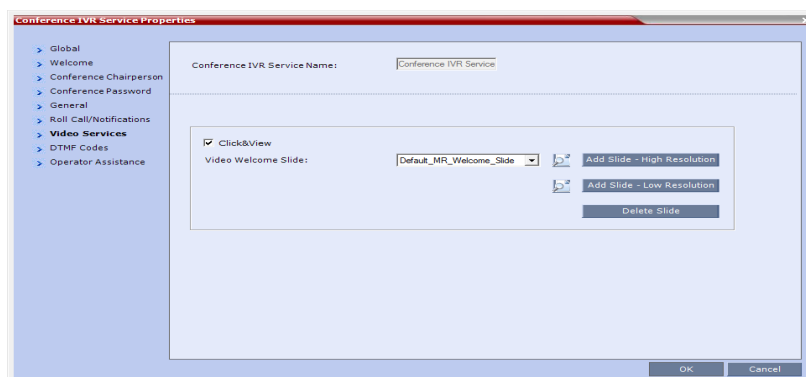 Conference IVR Service Properties
Global
Welcome
Conference Chairperson
Conference Password
General
Roll Call/Notifications
Video Services
DTMF Codes
Operator Assistance
Conference IVR Service Name: Conference IVR Service
Click&View
Video Welcome Slide: Default_MR_Welcome_Slide Add Slide - High Resolution
Add Slide - Low Resolution
Delete Slide
OK Cancel